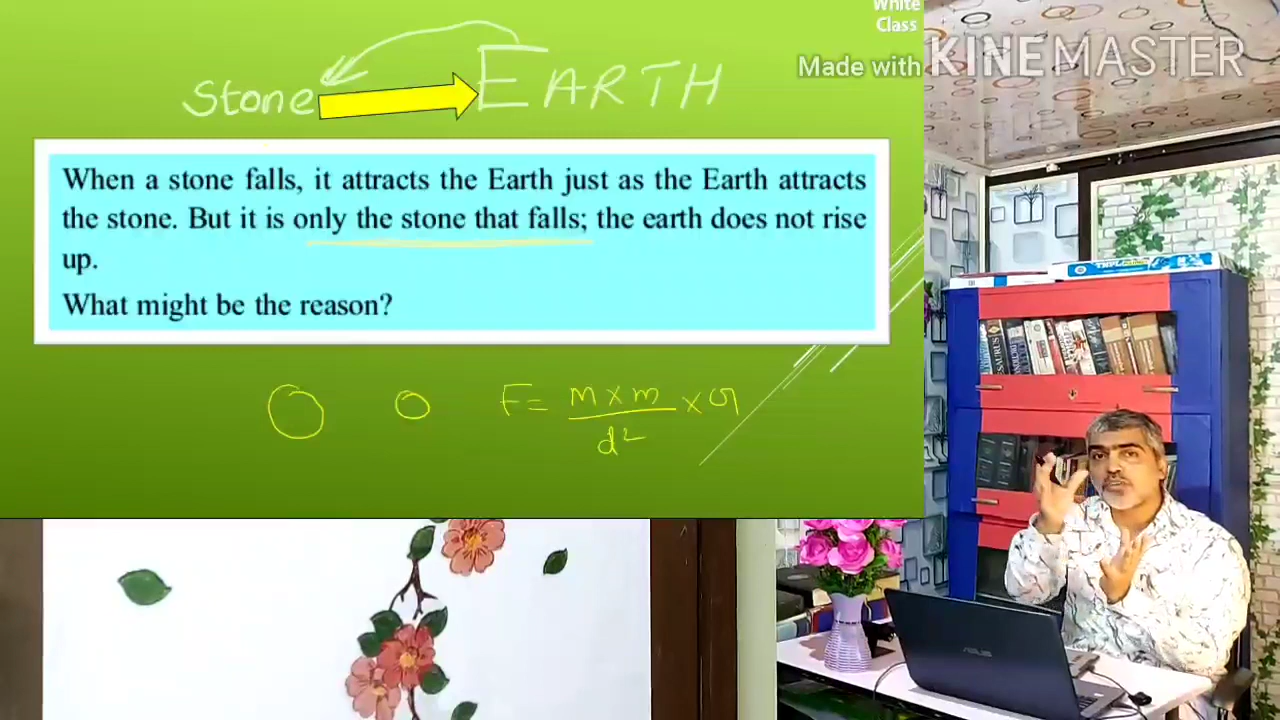 White
Class
Made with KINEMASTER
Stone EARTH
When a stone falls, it attracts the Earth just as the Earth attracts
the stone. But it is only the stone that falls; the earth does not rise
up.
What might be the reason?
F = m x m / d² x G
ASUS